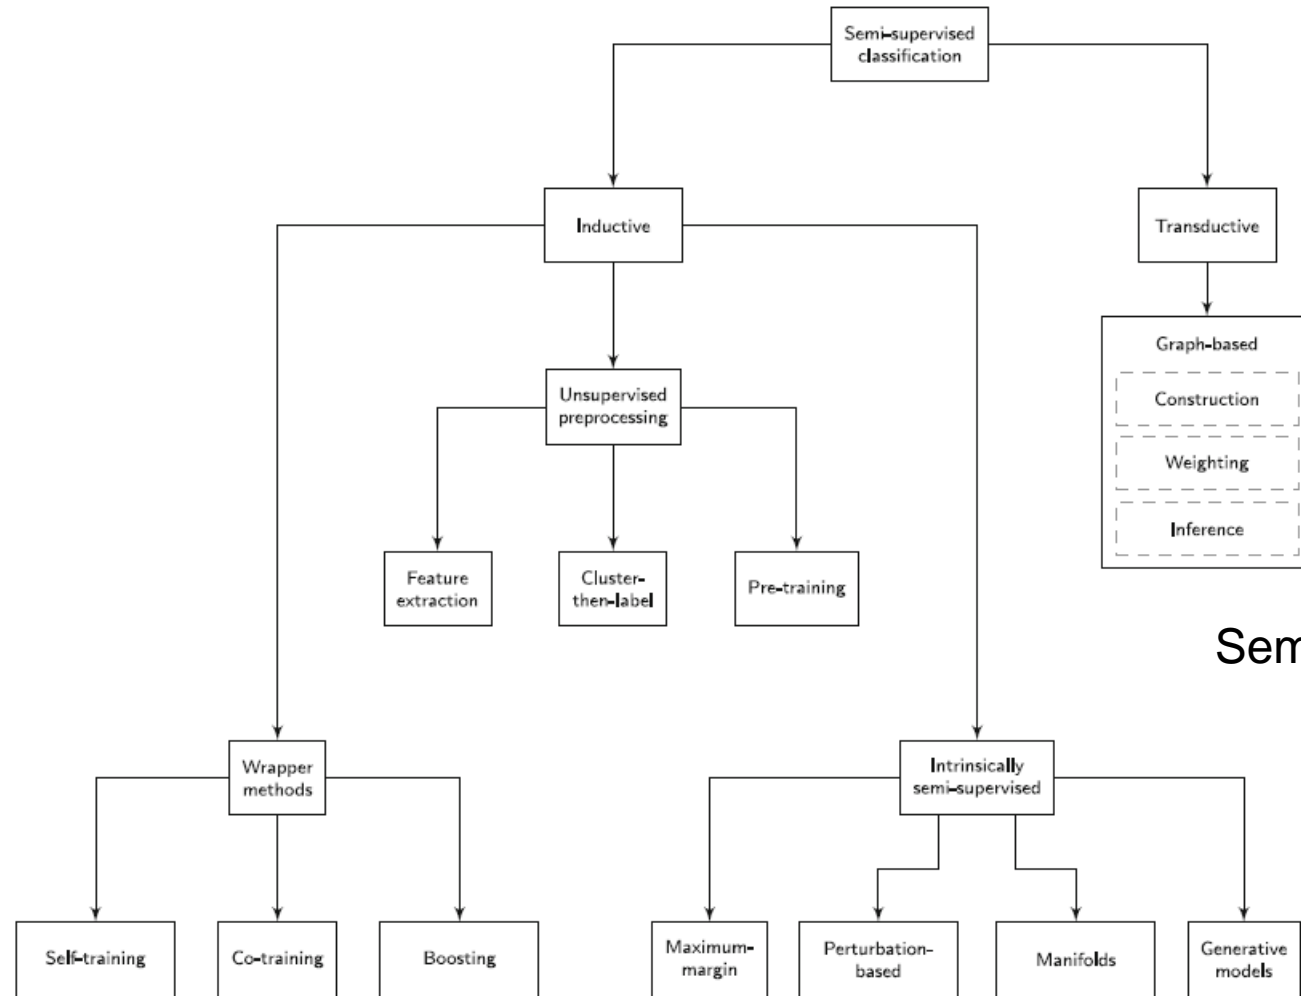 Semi-supervised
classification
Inductive
Transductive
Graph-based
Construction
Weighting
Inference
Unsupervised
preprocessing
Feature
extraction
Cluster-
then-label
Pre-training
Sem
Wrapper
methods
Intrinsically
semi-supervised
Self-training
Co-training
Boosting
Maximum-
margin
Perturbation-
based
Manifolds
Generative
models